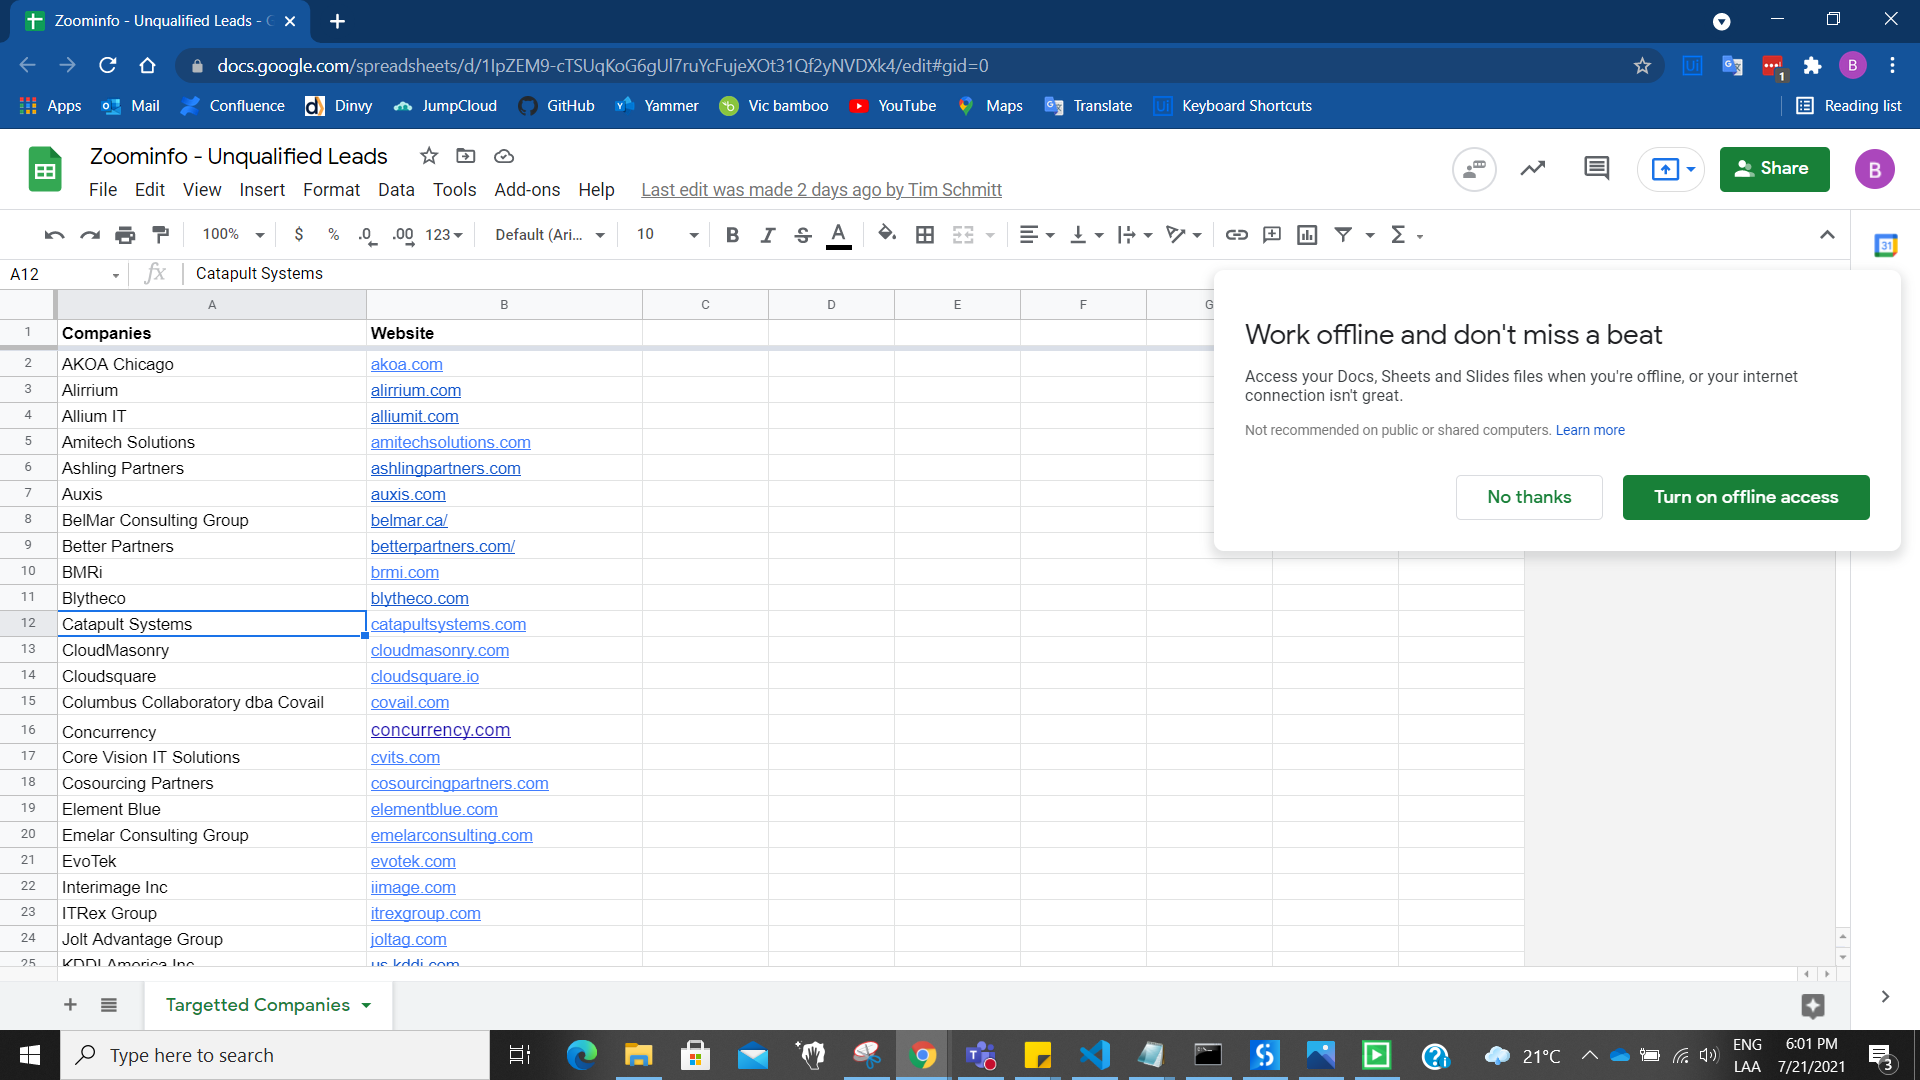 Zoominfo - Unqualified Leads - G
docs.google.com/spreadsheets/d/1IpZEM9-cTSUqKoG6gUl7ruYcFujeXOt31Qf2yNVDXk4/edit#gid=0
1
B
Apps Mail Confluence Dinvy JumpCloud GitHub Yammer Vic bamboo YouTube Maps Translate Keyboard Shortcuts Reading list
Zoominfo - Unqualified Leads
File Edit View Insert Format Data Tools Add-ons Help Last edit was made 2 days ago by Tim Schmitt
Share
B
100% $ % .0 .00 123 Default (Ari... 10 B I S A
31
A12 fx Catapult Systems
A B C D E F G
1 Companies Website
2 AKOA Chicago akoa.com
3 Alirrium alirrium.com
4 Allium IT alliumit.com
5 Amitech Solutions amitechsolutions.com
6 Ashling Partners ashlingpartners.com
7 Auxis auxis.com
8 BelMar Consulting Group belmar.ca/
9 Better Partners betterpartners.com/
10 BMRi brmi.com
11 Blytheco blytheco.com
12 Catapult Systems catapultsystems.com
13 CloudMasonry cloudmasonry.com
14 Cloudsquare cloudsquare.io
15 Columbus Collaboratory dba Covail covail.com
16 Concurrency concurrency.com
17 Core Vision IT Solutions cvits.com
18 Cosourcing Partners cosourcingpartners.com
19 Element Blue elementblue.com
20 Emelar Consulting Group emelarconsulting.com
21 EvoTek evotek.com
22 Interimage Inc iimage.com
23 ITRex Group itrexgroup.com
24 Jolt Advantage Group joltag.com
25 KDDI America Inc us.kddi.com
Work offline and don't miss a beat
Access your Docs, Sheets and Slides files when you're offline, or your internet
connection isn't great.
Not recommended on public or shared computers. Learn more
No thanks
Turn on offline access
Targetted Companies
Type here to search
21°C
ENG
LAA
6:01 PM
7/21/2021
3